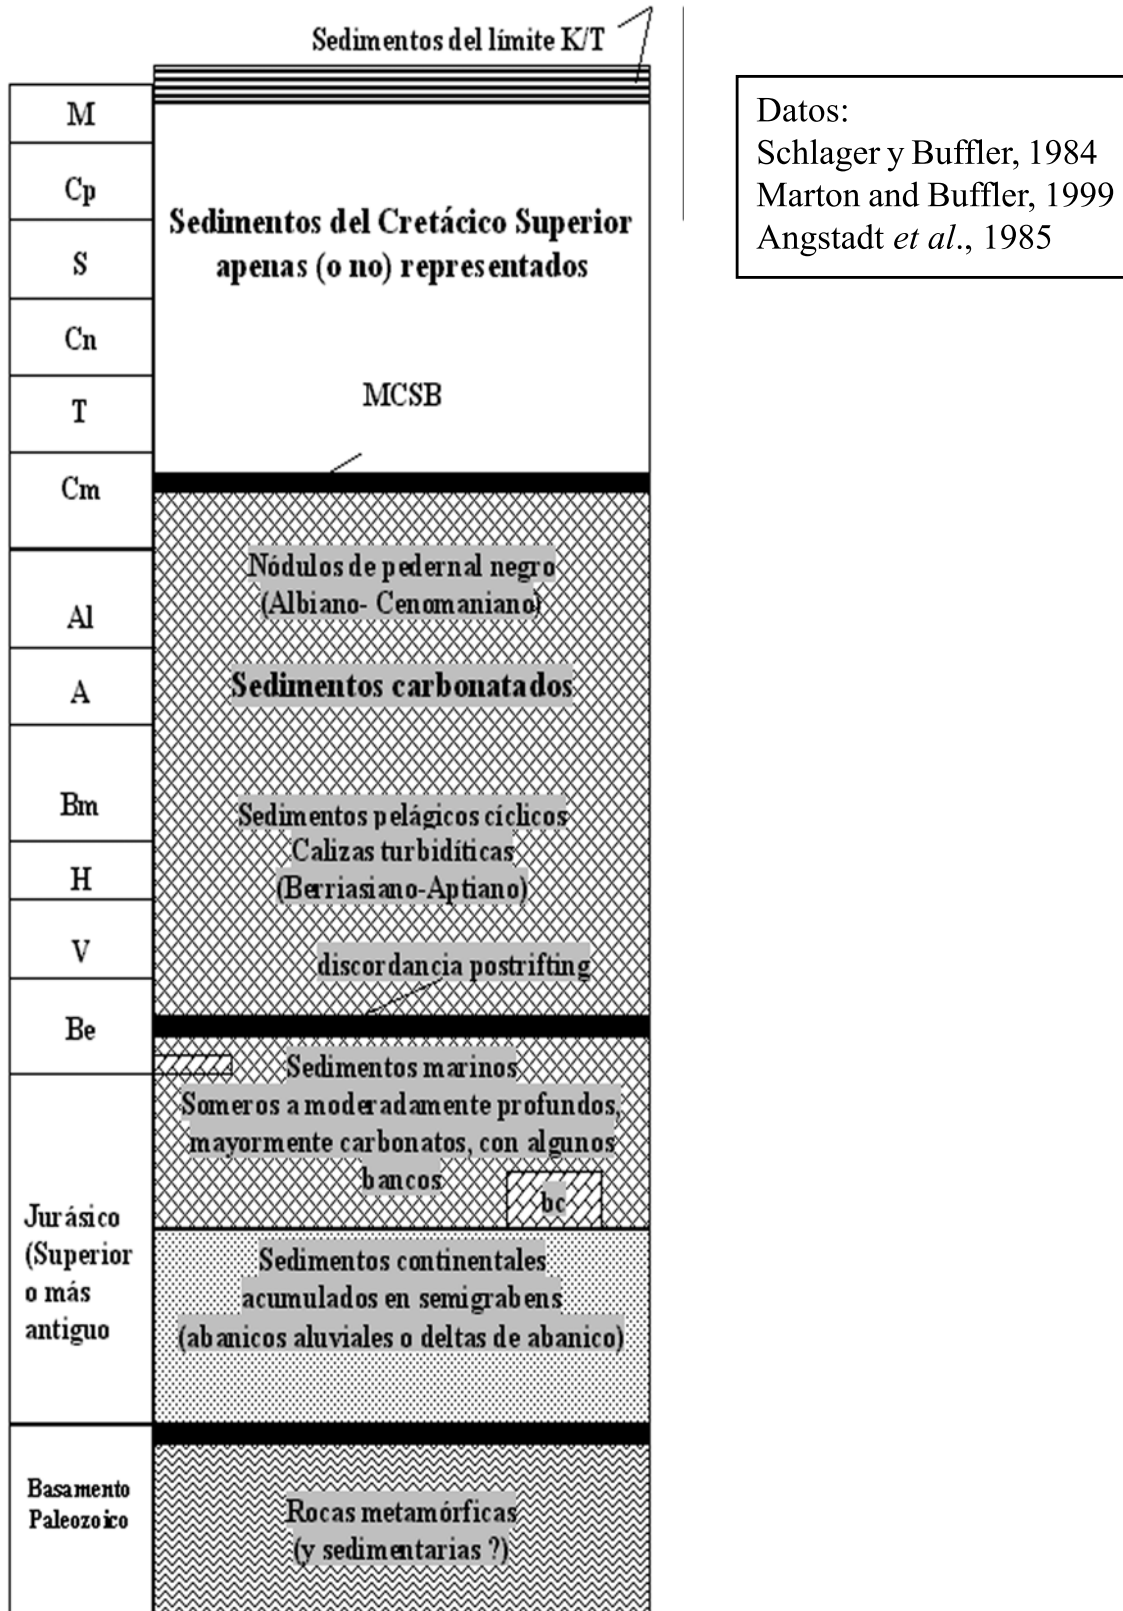 Sedimentos del límite K/T
Datos:
Schlager y Buffler, 1984
Marton and Buffler, 1999
Angstadt et al., 1985
M
Cp
S
Cn
T
Cm
Al
A
Bm
H
V
Be
Jurásico
(Superior
o más
antiguo
Basamento
Paleozoico
Sedimentos del Cretácico Superior
apenas (o no) representados
MCSB
Nódulos de pedernal negro
(Albiano- Cenomaniano)
Sedimentos carbonatados
Sedimentos pelágicos cíclicos
Calizas turbidíticas
(Berriasiano-Aptiano)
discordancia postrifting
Sedimentos marinos
Someros a moderadamente profundos,
mayormente carbonatos, con algunos
bancos
bc
Sedimentos continentales
acumulados en semigrabens
(abanicos aluviales o deltas de abanico)
Rocas metamórficas
(y sedimentarias ?)